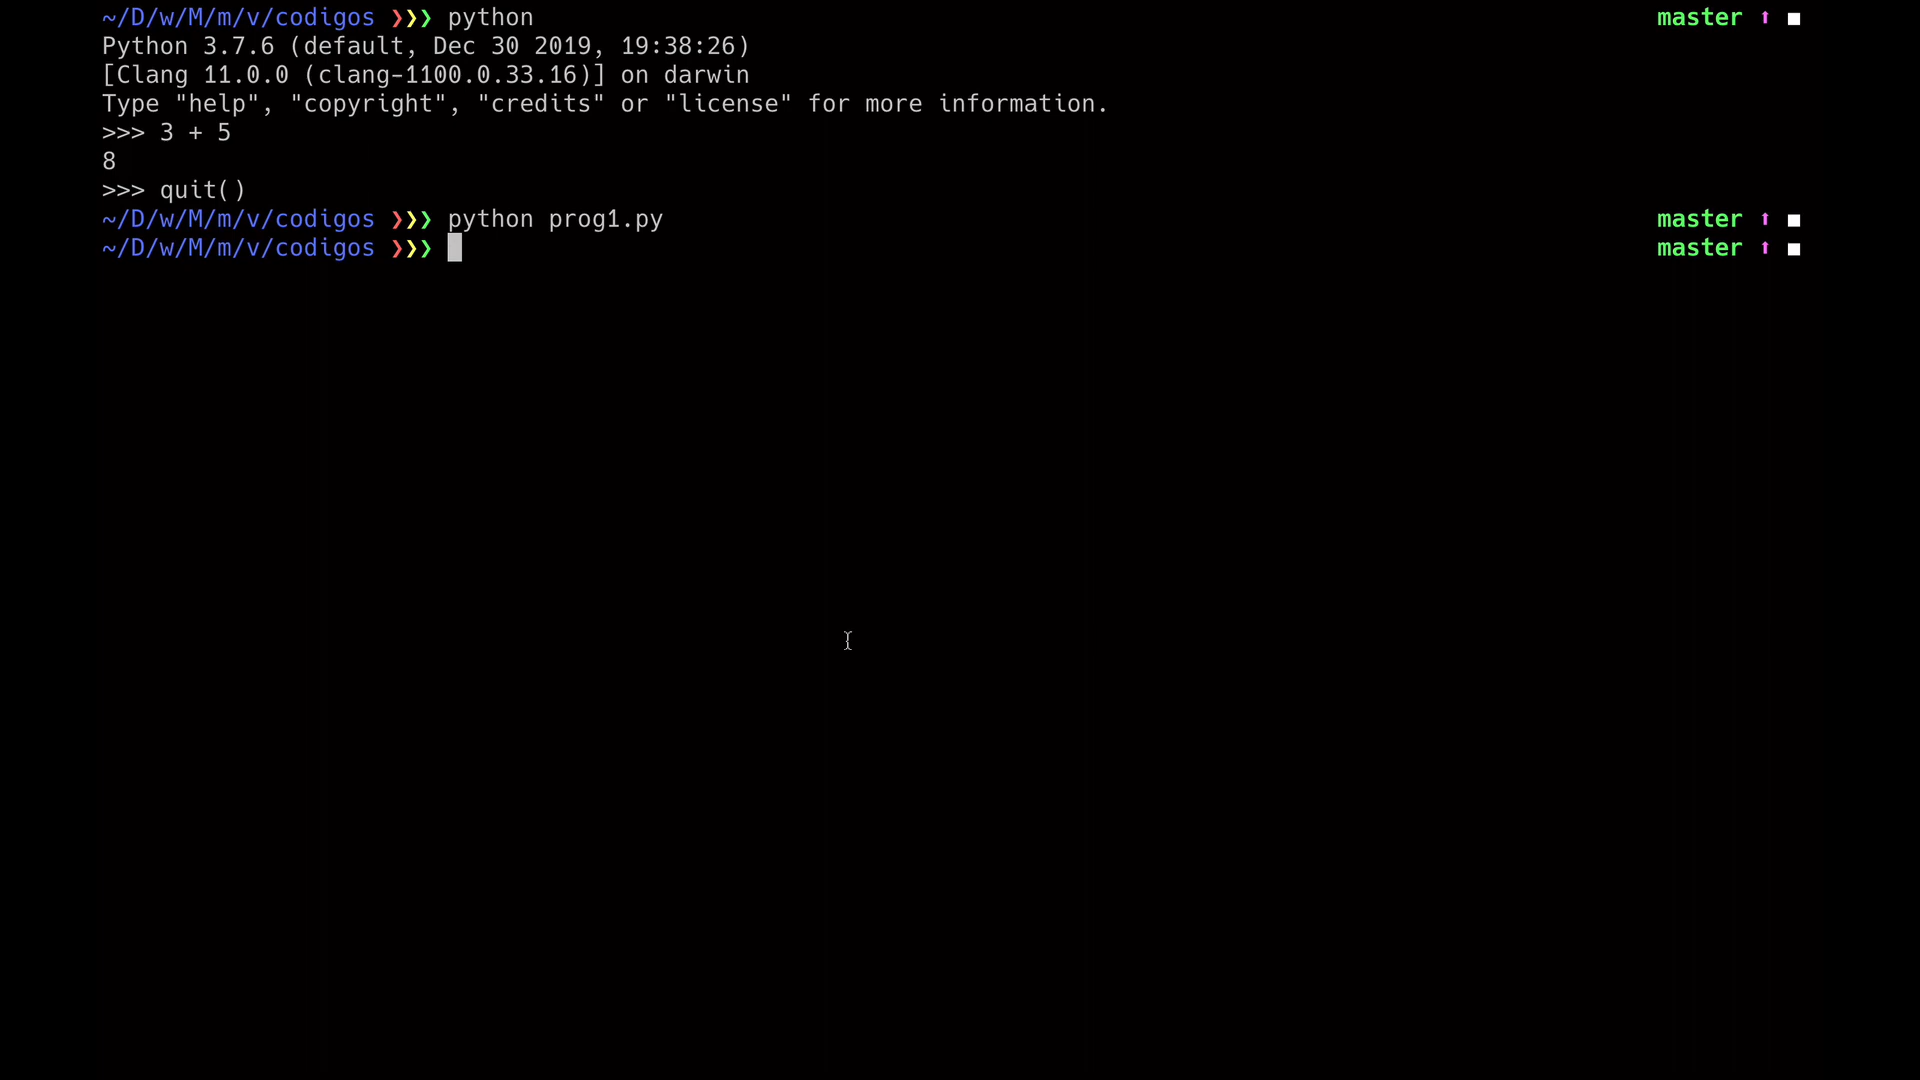 ~/D/w/M/m/v/codigos ❯❯❯ python master ⬆ ◼
Python 3.7.6 (default, Dec 30 2019, 19:38:26)
[Clang 11.0.0 (clang-1100.0.33.16)] on darwin
Type "help", "copyright", "credits" or "license" for more information.
>>> 3 + 5
8
>>> quit()
~/D/w/M/m/v/codigos ❯❯❯ python prog1.py master ⬆ ◼
~/D/w/M/m/v/codigos ❯❯❯ master ⬆ ◼